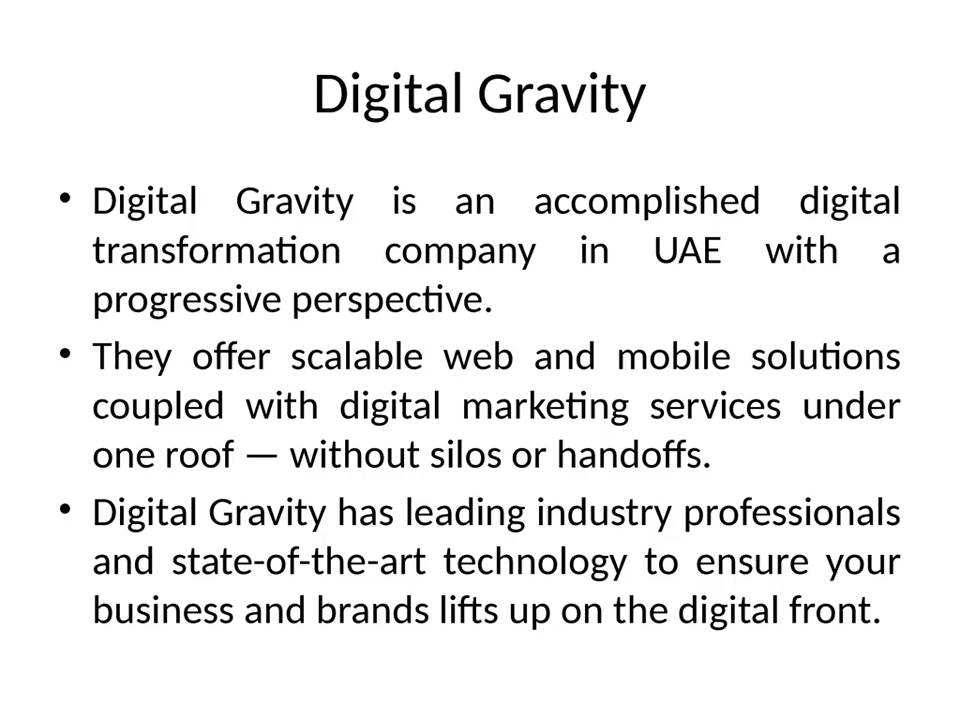 Digital Gravity
• Digital Gravity is an accomplished digital
transformation company in UAE with a
progressive perspective.
• They offer scalable web and mobile solutions
coupled with digital marketing services under
one roof — without silos or handoffs.
• Digital Gravity has leading industry professionals
and state-of-the-art technology to ensure your
business and brands lifts up on the digital front.